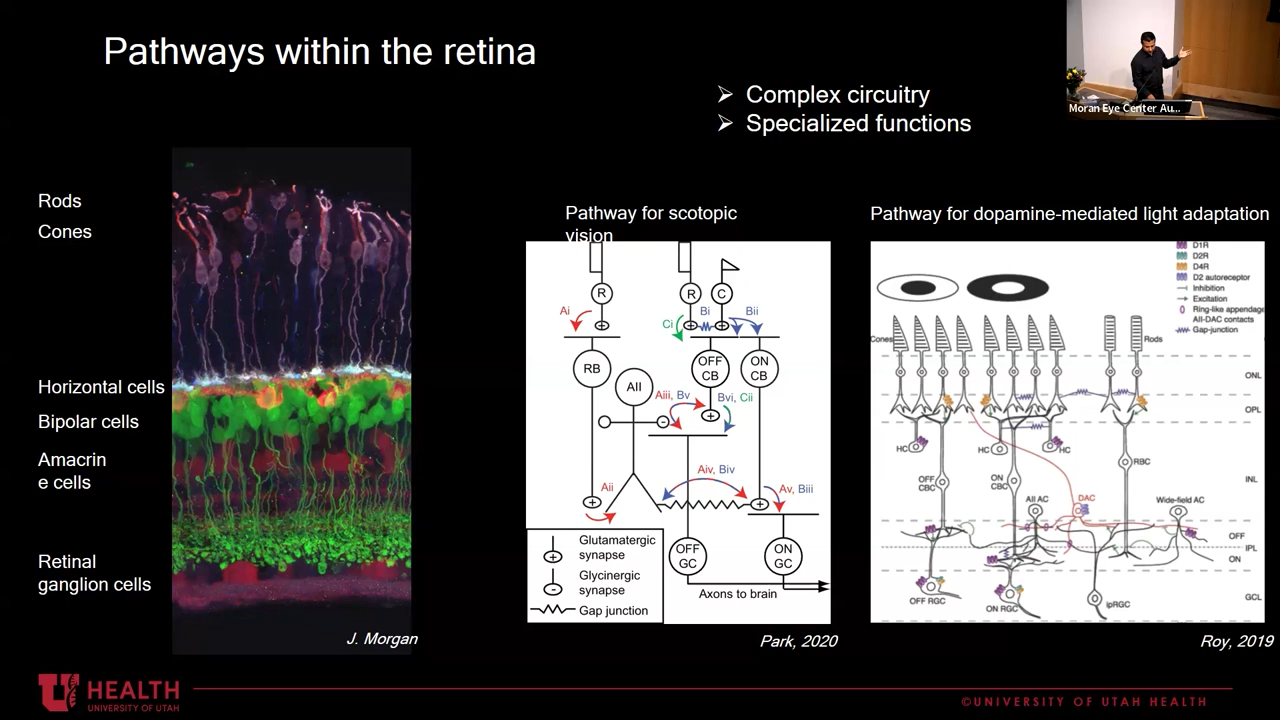 Pathways within the retina
➢ Complex circuitry
➢ Specialized functions
Moran Eye Center Au...
Rods
Cones
Horizontal cells
Bipolar cells
Amacrin
e cells
Retinal
ganglion cells
J. Morgan
Pathway for scotopic
vision
R
R
C
Ai
Ci
Bi
Bii
RB
AII
OFF
CB
ON
CB
Aiii, Bv
Bvi, Cii
Aiv, Biv
Aii
Av, Biii
OFF
GC
ON
GC
Axons to brain
Glutamatergic
synapse
Glycinergic
synapse
Gap junction
Park, 2020
Pathway for dopamine-mediated light adaptation
D1R
D2R
D4R
D2 autoreceptor
Inhibition
Excitation
Ring-like appendage
AII-DAC contacts
Gap-junction
Cones
Rods
ONL
OPL
HC
HC
HC
RBC
INL
OFF
CBC
ON
CBC
AII AC
DAC
Wide-field AC
OFF
IPL
ON
OFF RGC
ON RGC
ipRGC
GCL
Roy, 2019
U HEALTH
UNIVERSITY OF UTAH
©UNIVERSITY OF UTAH HEALTH